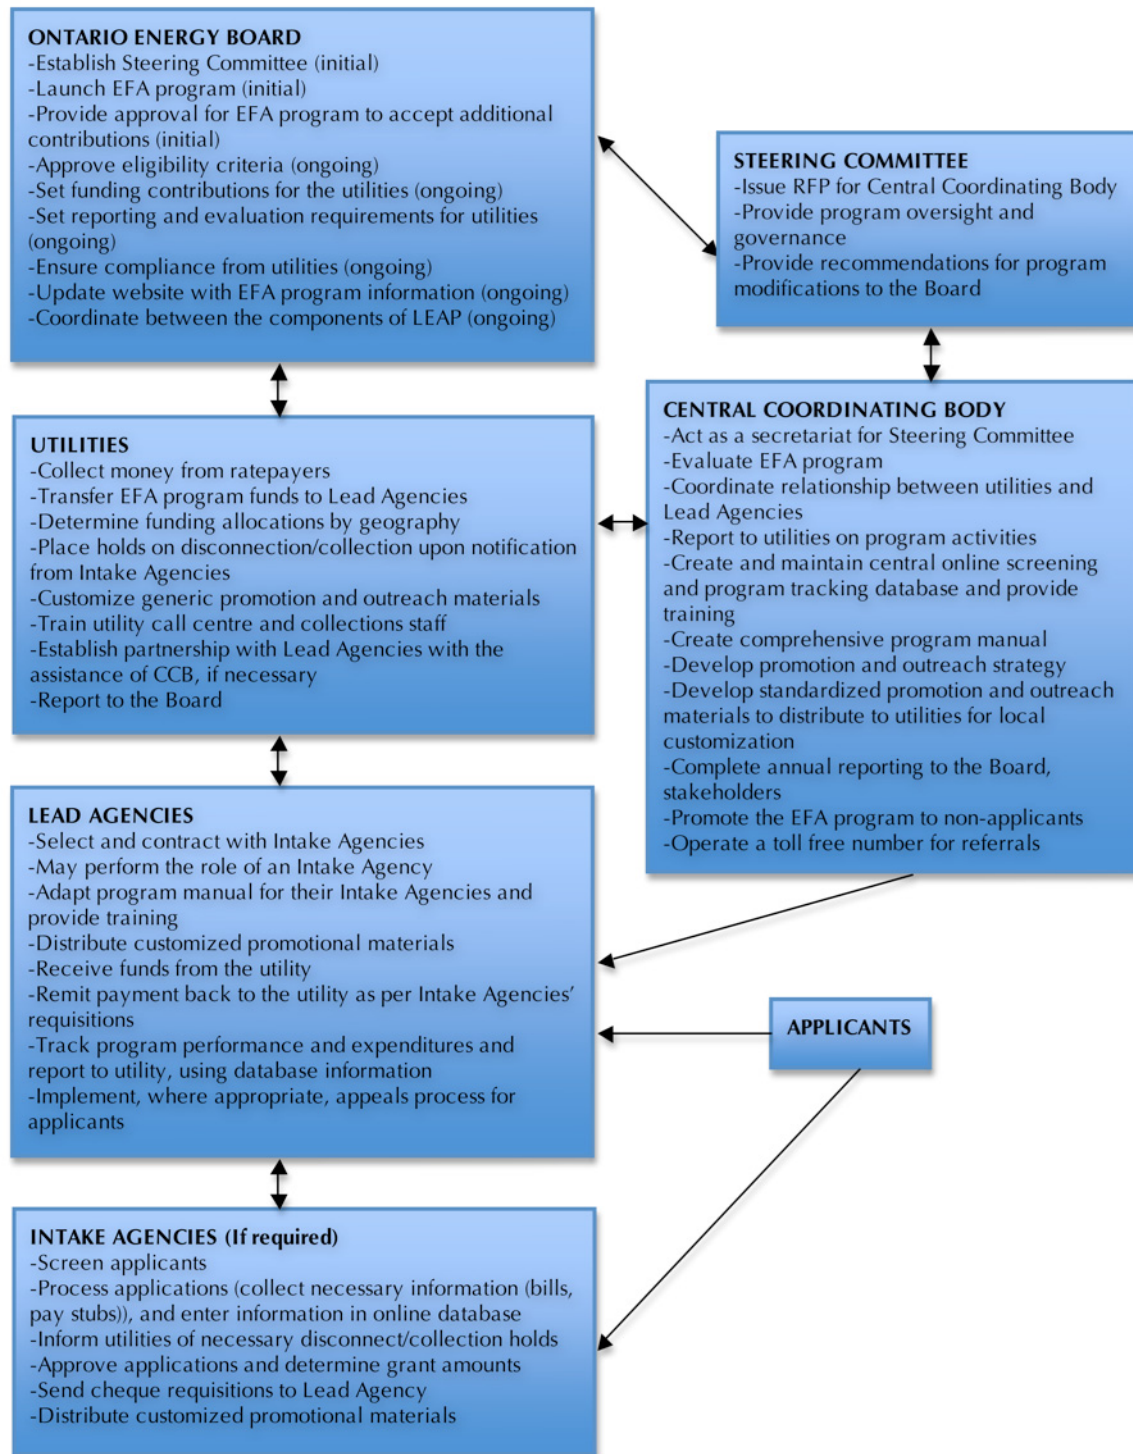 ONTARIO ENERGY BOARD
-Establish Steering Committee (initial)
-Launch EFA program (initial)
-Provide approval for EFA program to accept additional
contributions (initial)
-Approve eligibility criteria (ongoing)
-Set funding contributions for the utilities (ongoing)
-Set reporting and evaluation requirements for utilities
(ongoing)
-Ensure compliance from utilities (ongoing)
-Update website with EFA program information (ongoing)
-Coordinate between the components of LEAP (ongoing)
STEERING COMMITTEE
-Issue RFP for Central Coordinating Body
-Provide program oversight and
governance
-Provide recommendations for program
modifications to the Board
UTILITIES
-Collect money from ratepayers
-Transfer EFA program funds to Lead Agencies
-Determine funding allocations by geography
-Place holds on disconnection/collection upon notification
from Intake Agencies
-Customize generic promotion and outreach materials
-Train utility call centre and collections staff
-Establish partnership with Lead Agencies with the
assistance of CCB, if necessary
-Report to the Board
CENTRAL COORDINATING BODY
-Act as a secretariat for Steering Committee
-Evaluate EFA program
-Coordinate relationship between utilities and
Lead Agencies
-Report to utilities on program activities
-Create and maintain central online screening
and program tracking database and provide
training
-Create comprehensive program manual
-Develop promotion and outreach strategy
-Develop standardized promotion and outreach
materials to distribute to utilities for local
customization
-Complete annual reporting to the Board,
stakeholders
-Promote the EFA program to non-applicants
-Operate a toll free number for referrals
LEAD AGENCIES
-Select and contract with Intake Agencies
-May perform the role of an Intake Agency
-Adapt program manual for their Intake Agencies and
provide training
-Distribute customized promotional materials
-Receive funds from the utility
-Remit payment back to the utility as per Intake Agencies’
requisitions
-Track program performance and expenditures and
report to utility, using database information
-Implement, where appropriate, appeals process for
applicants
APPLICANTS
INTAKE AGENCIES (If required)
-Screen applicants
-Process applications (collect necessary information (bills,
pay stubs)), and enter information in online database
-Inform utilities of necessary disconnect/collection holds
-Approve applications and determine grant amounts
-Send cheque requisitions to Lead Agency
-Distribute customized promotional materials